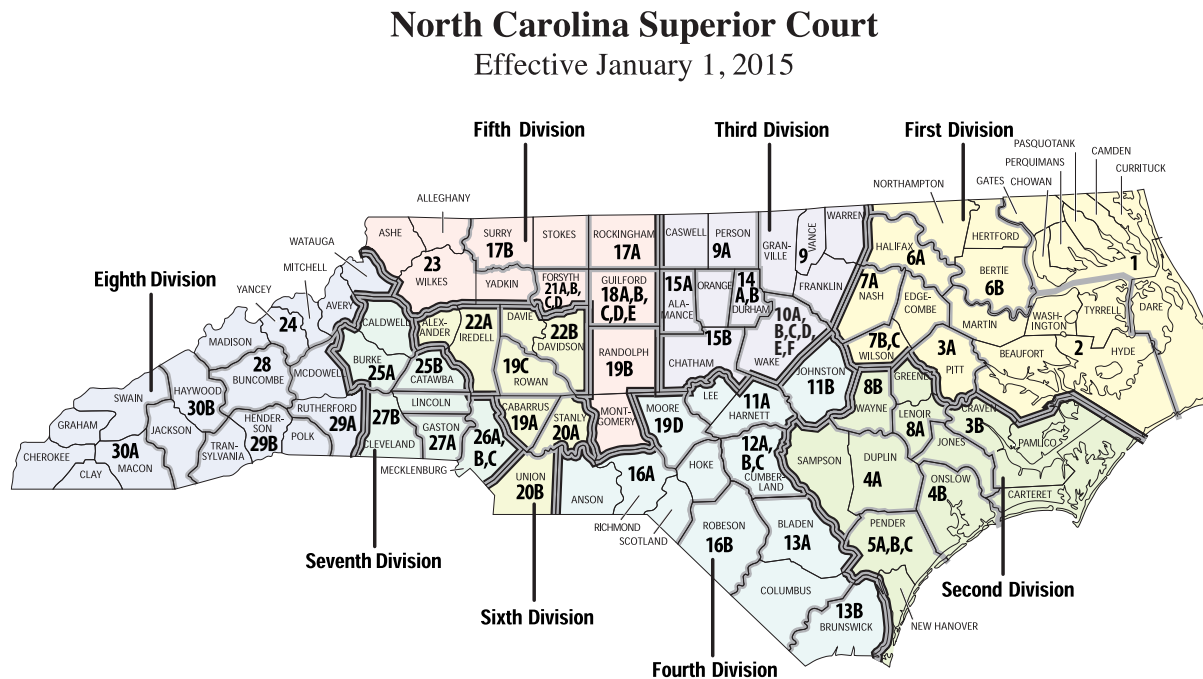 North Carolina Superior Court
Effective January 1, 2015
Fifth Division
Third Division
First Division
PASQUOTANK
CAMDEN
PERQUIMANS
CURRITUCK
GATES
CHOWAN
NORTHAMPTON
ALLEGHANY
WATAUGA
MITCHELL
YANCEY
AVERY
Eighth Division
ASHE
SURRY
17B
STOKES
ROCKINGHAM
17A
CASWELL
PERSON
9A
GRAN-
VILLE
VANCE
9
WARREN
FRANKLIN
HALIFAX
6A
HERTFORD
BERTIE
6B
1
23
WILKES
YADKIN
FORSYTH
21A,B,
C,D
GUILFORD
18A,B,
C,D,E
15A
ALA-
MANCE
ORANGE
14
A,B
DURHAM
7A
NASH
EDGE-
COMBE
MARTIN
WASH-
INGTON
TYRRELL
DARE
24
MADISON
28
BUNCOMBE
MCDOWELL
CALDWELL
BURKE
25A
ALEX-
ANDER
22A
IREDELL
DAVIE
22B
DAVIDSON
RANDOLPH
19B
15B
CHATHAM
10A,
B,C,D,
E,F
WAKE
7B,C
WILSON
3A
PITT
BEAUFORT
2
HYDE
25B
CATAWBA
19C
ROWAN
JOHNSTON
11B
8B
WAYNE
GREENE
SWAIN
HAYWOOD
30B
GRAHAM
JACKSON
HENDER-
SON
29B
TRAN-
SYLVANIA
RUTHERFORD
29A
POLK
CHEROKEE
30A
MACON
CLAY
27B
CLEVELAND
LINCOLN
GASTON
27A
26A,
B,C
MECKLENBURG
CABARRUS
19A
STANLY
20A
MONT-
GOMERY
MOORE
19D
LEE
11A
HARNETT
LENOIR
8A
CRAVEN
3B
JONES
PAMLICO
UNION
20B
ANSON
16A
RICHMOND
SCOTLAND
HOKE
12A,
B,C
CUMBER-
LAND
SAMPSON
DUPLIN
4A
ONSLOW
4B
CARTERET
ROBESON
16B
BLADEN
13A
PENDER
5A,B,C
COLUMBUS
13B
BRUNSWICK
NEW HANOVER
Seventh Division
Sixth Division
Fourth Division
Second Division